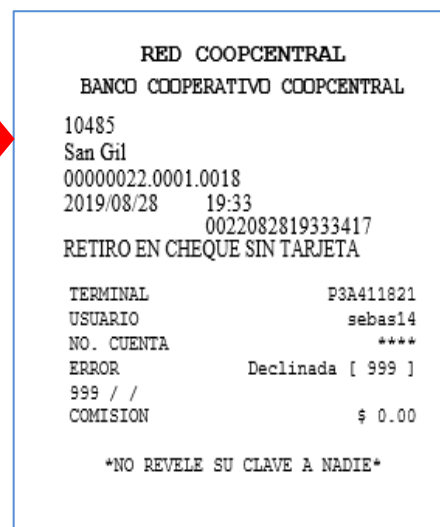 RED COOPCENTRAL
BANCO COOPERATIVO COOPCENTRAL
10485
San Gil
00000022.0001.0018
2019/08/28 19:33
0022082819333417
RETIRO EN CHEQUE SIN TARJETA
TERMINAL P3A411821
USUARIO sebas14
NO. CUENTA ****
ERROR Declinada [ 999 ]
999 / /
COMISION $ 0.00
*NO REVELE SU CLAVE A NADIE*